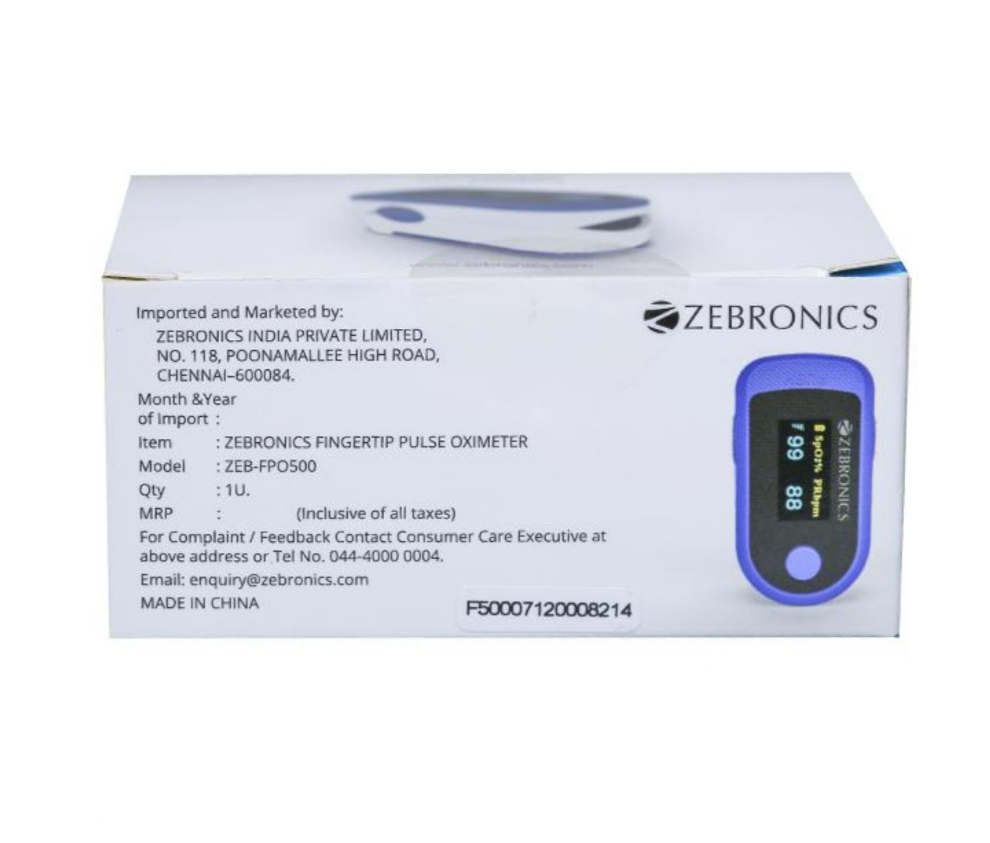 Imported and Marketed by:
ZEBRONICS INDIA PRIVATE LIMITED,
NO. 118, POONAMALLEE HIGH ROAD,
CHENNAI–600084.
Month &Year
of Import :
Item : ZEBRONICS FINGERTIP PULSE OXIMETER
Model : ZEB-FPO500
Qty : 1U.
MRP : (Inclusive of all taxes)
For Complaint / Feedback Contact Consumer Care Executive at
above address or Tel No. 044-4000 0004.
Email: enquiry@zebronics.com
MADE IN CHINA
F50007120008214
ZEBRONICS
ZEBRONICS
SpO2% PRbpm
99 88